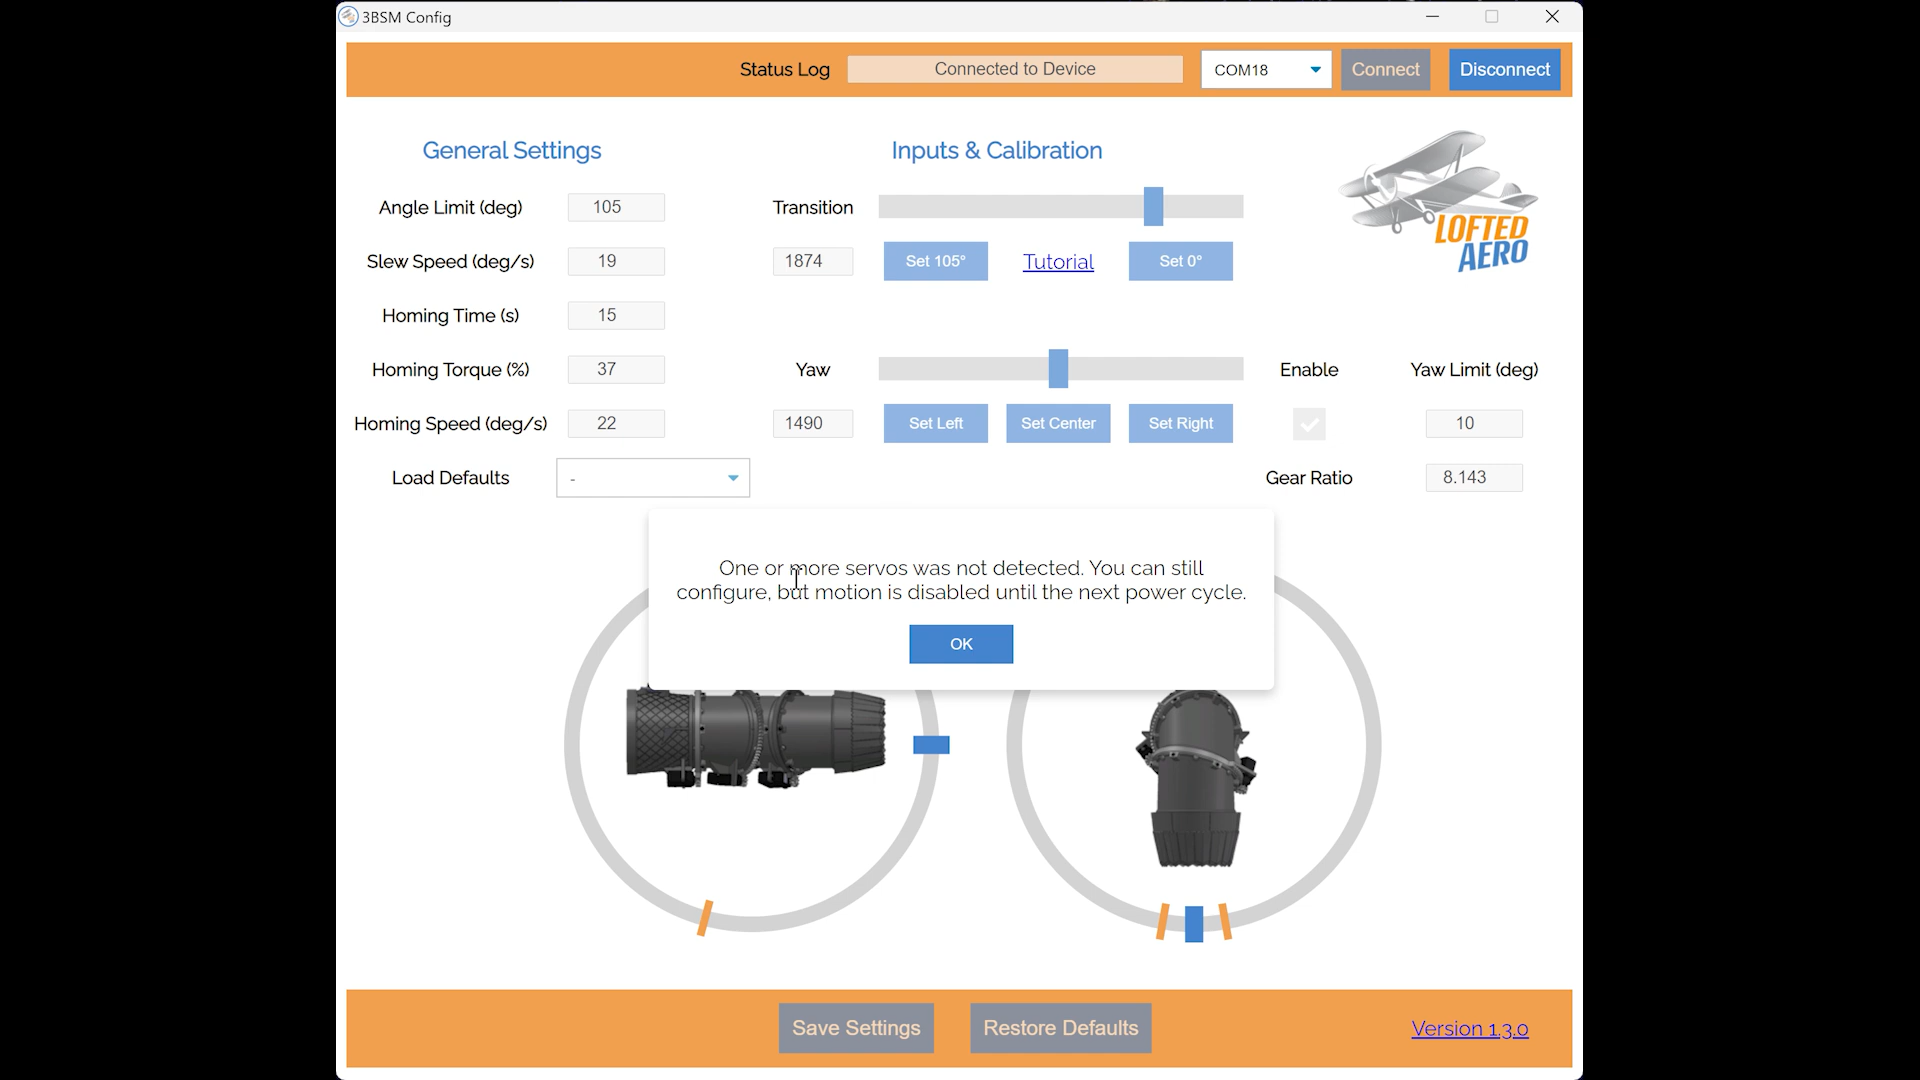 3BSM Config
Status Log
Connected to Device
COM18
Connect
Disconnect
General Settings
Inputs & Calibration
LOFTED
AERO
Angle Limit (deg)
105
Transition
Slew Speed (deg/s)
19
1874
Set 105°
Tutorial
Set 0°
Homing Time (s)
15
Homing Torque (%)
37
Yaw
Enable
Yaw Limit (deg)
Homing Speed (deg/s)
22
1490
Set Left
Set Center
Set Right
10
Load Defaults
-
Gear Ratio
8.143
One or more servos was not detected. You can still
configure, but motion is disabled until the next power cycle.
OK
Save Settings
Restore Defaults
Version 1.3.0